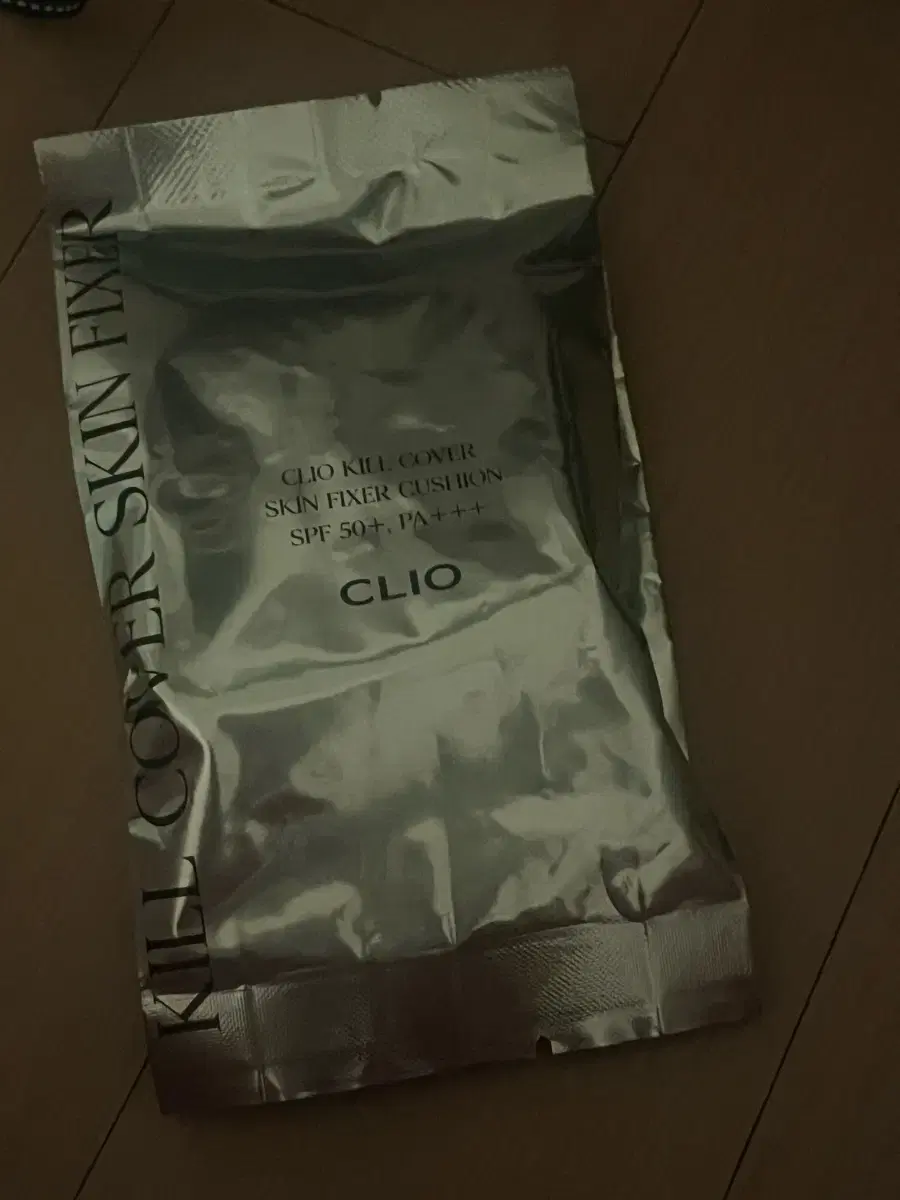 KILL COVER SKIN FIXER
CLIO KILL COVER
SKIN FIXER CUSHION
SPF 50+, PA+++
CLIO